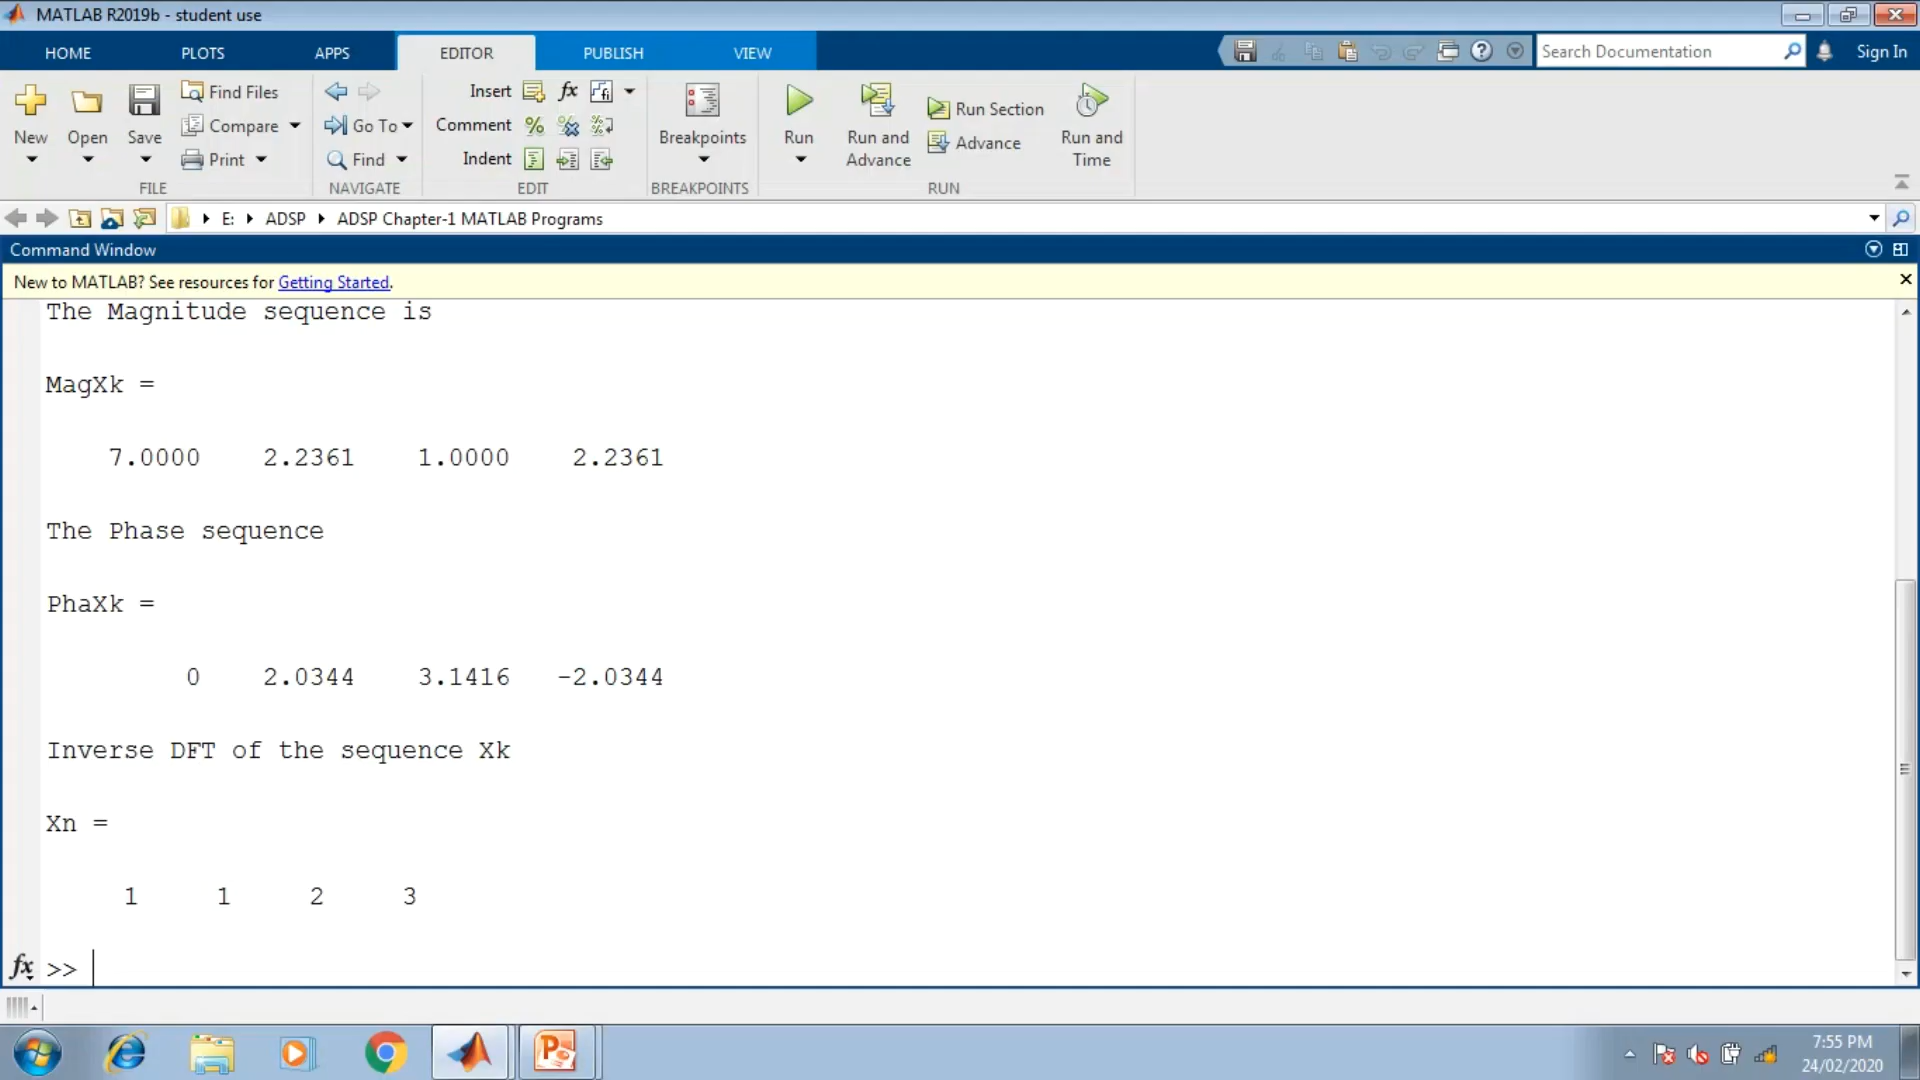 MATLAB R2019b - student use
HOME PLOTS APPS EDITOR PUBLISH VIEW Search Documentation Sign In
New Open Save Find Files Compare Print Go To Find Insert fx Comment Indent Breakpoints Run Run and Advance Run Section Advance Run and Time
FILE NAVIGATE EDIT BREAKPOINTS RUN
E: ADSP ADSP Chapter-1 MATLAB Programs
Command Window
New to MATLAB? See resources for Getting Started.
The Magnitude sequence is
MagXk =
7.0000 2.2361 1.0000 2.2361
The Phase sequence
PhaXk =
0 2.0344 3.1416 -2.0344
Inverse DFT of the sequence Xk
Xn =
1 1 2 3
fx >>
7:55 PM
24/02/2020